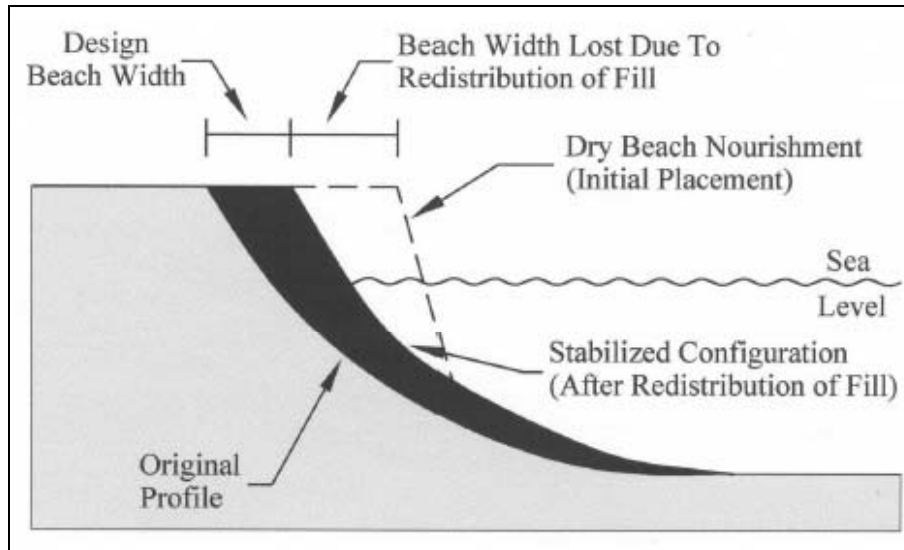 Design
Beach Width
Beach Width Lost Due To
Redistribution of Fill
Dry Beach Nourishment
(Initial Placement)
Sea
Level
Stabilized Configuration
(After Redistribution of Fill)
Original
Profile